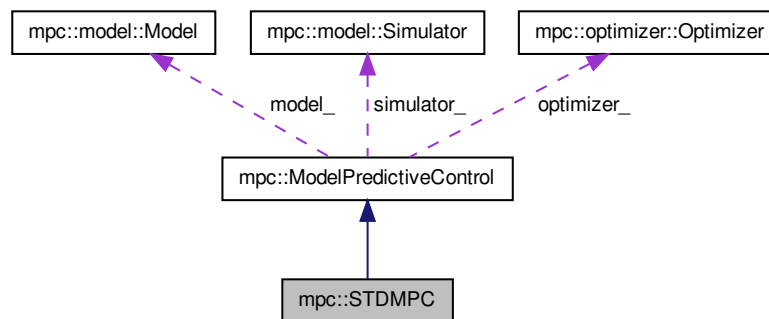 mpc::model::Model
mpc::model::Simulator
mpc::optimizer::Optimizer
model_
simulator_
optimizer_
mpc::ModelPredictiveControl
mpc::STDMPC